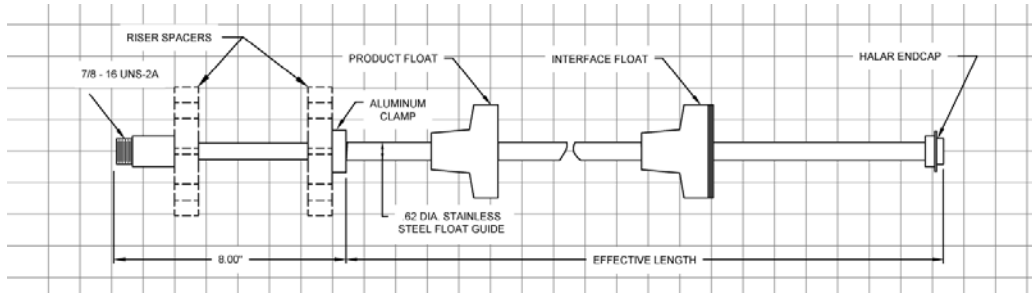 RISER SPACERS
7/8 - 16 UNS-2A
PRODUCT FLOAT
INTERFACE FLOAT
HALAR ENDCAP
ALUMINUM
CLAMP
.62 DIA. STAINLESS
STEEL FLOAT GUIDE
8.00"
EFFECTIVE LENGTH